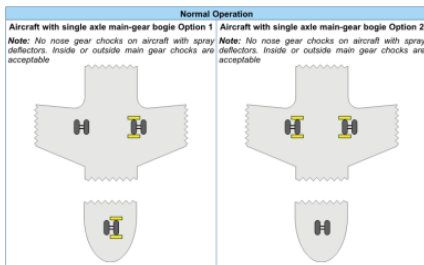 Normal Operation
Aircraft with single axle main-gear bogie Option 1
Note: No nose gear chocks on aircraft with spray
deflectors. Inside or outside main gear chocks are
acceptable
Aircraft with single axle main-gear bogie Option 2
Note: No nose gear chocks on aircraft with spray
deflectors. Inside or outside main gear chocks are
acceptable